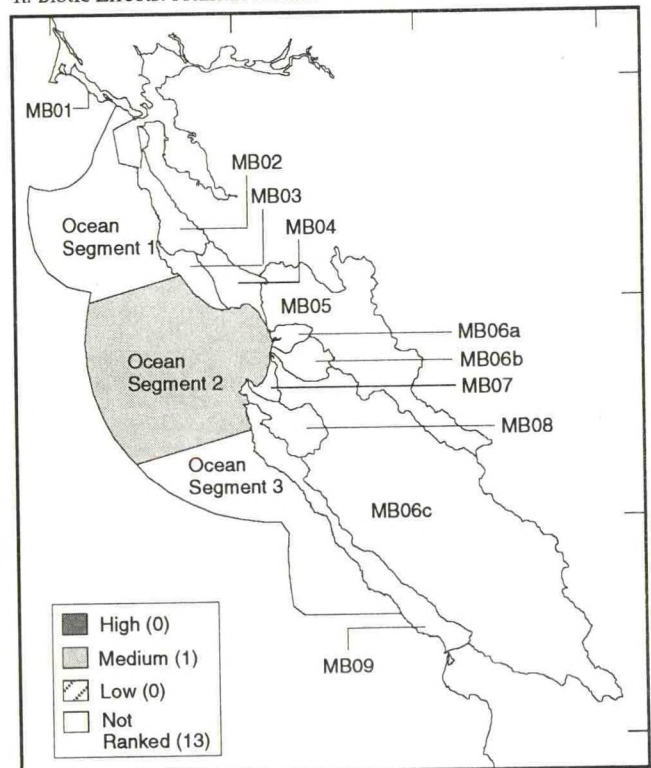 MB01
MB02
MB03
MB04
Ocean
Segment 1
MB05
MB06a
MB06b
Ocean
Segment 2
MB07
MB08
Ocean
Segment 3
MB06c
MB09
High (0)
Medium (1)
Low (0)
Not
Ranked (13)